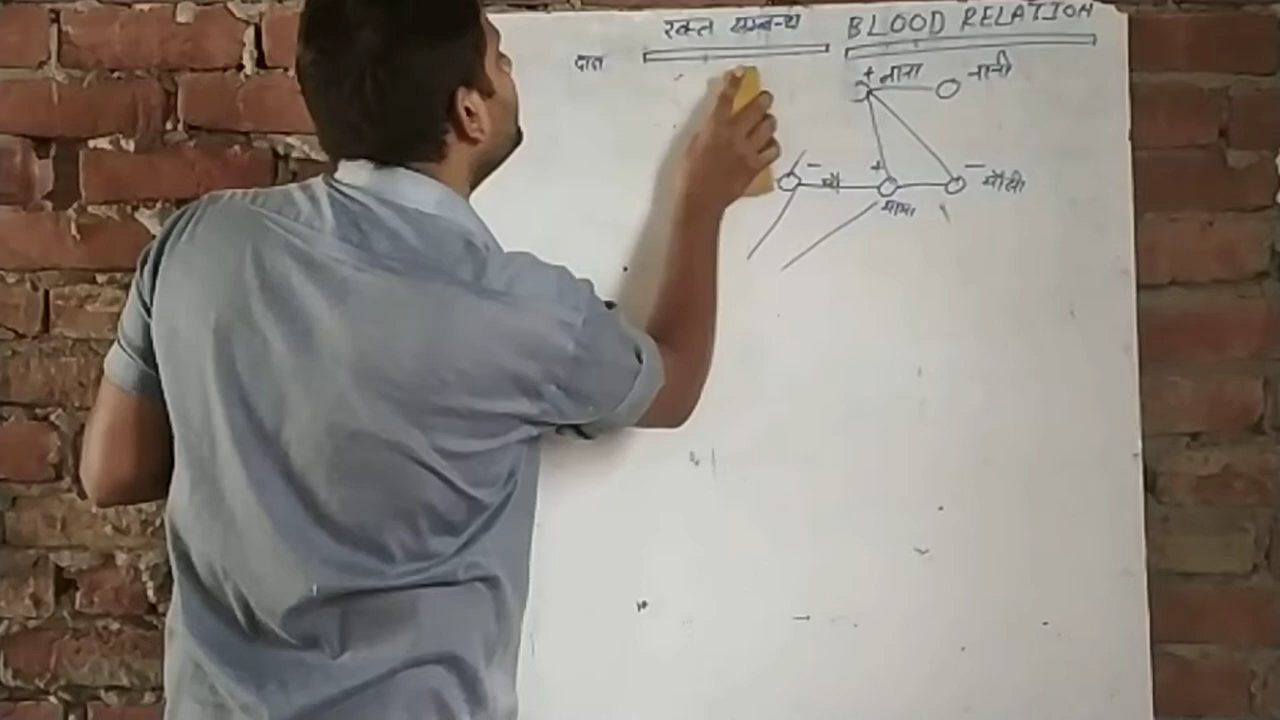 रक्त सम्बन्ध BLOOD RELATION
+ नाना नानी
- माँ + मामा - मौसी